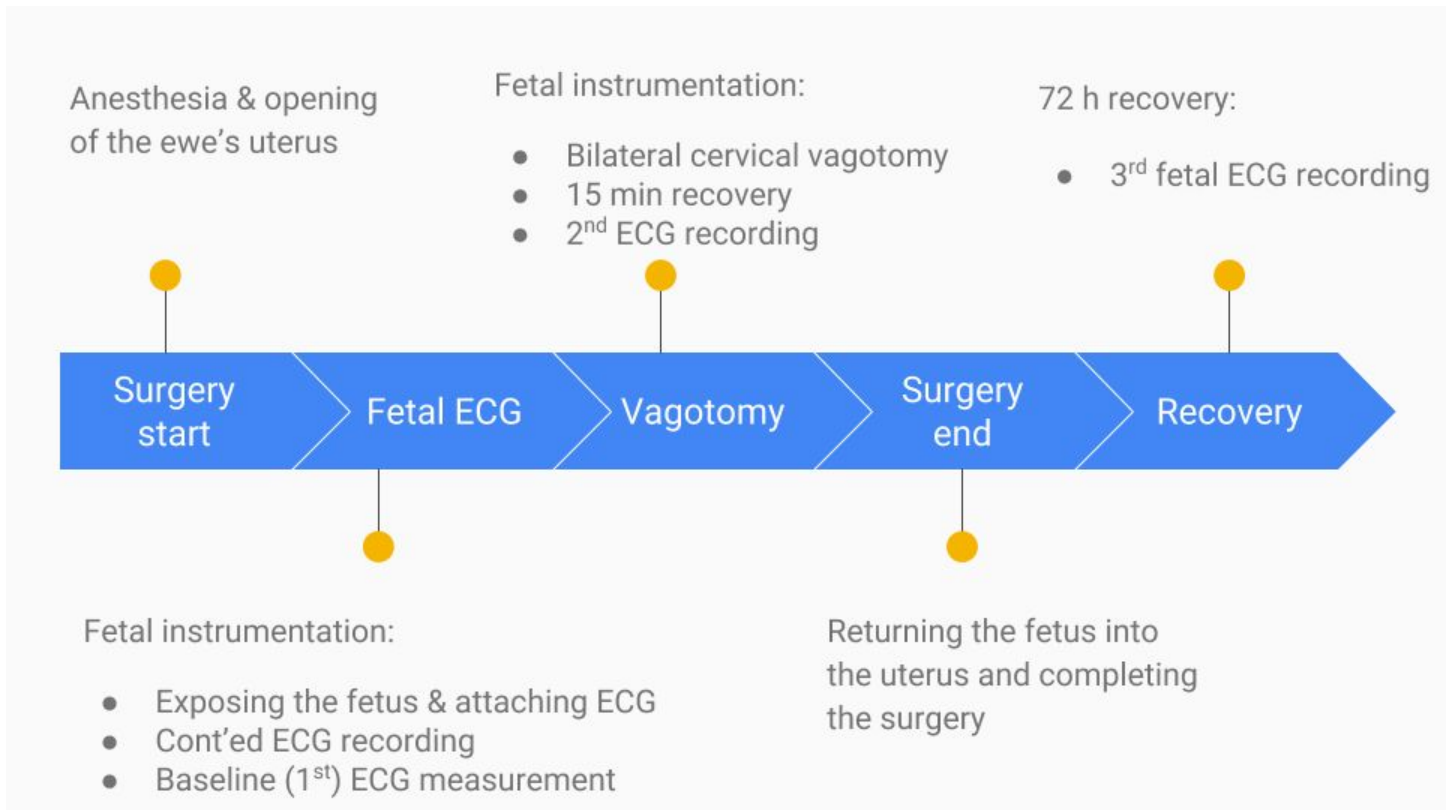 Anesthesia & opening
of the ewe's uterus
Fetal instrumentation:
● Bilateral cervical vagotomy
● 15 min recovery
● 2nd ECG recording
72 h recovery:
● 3rd fetal ECG recording
Surgery
start
Fetal ECG
Vagotomy
Surgery
end
Recovery
Fetal instrumentation:
● Exposing the fetus & attaching ECG
● Cont'ed ECG recording
● Baseline (1st) ECG measurement
Returning the fetus into
the uterus and completing
the surgery